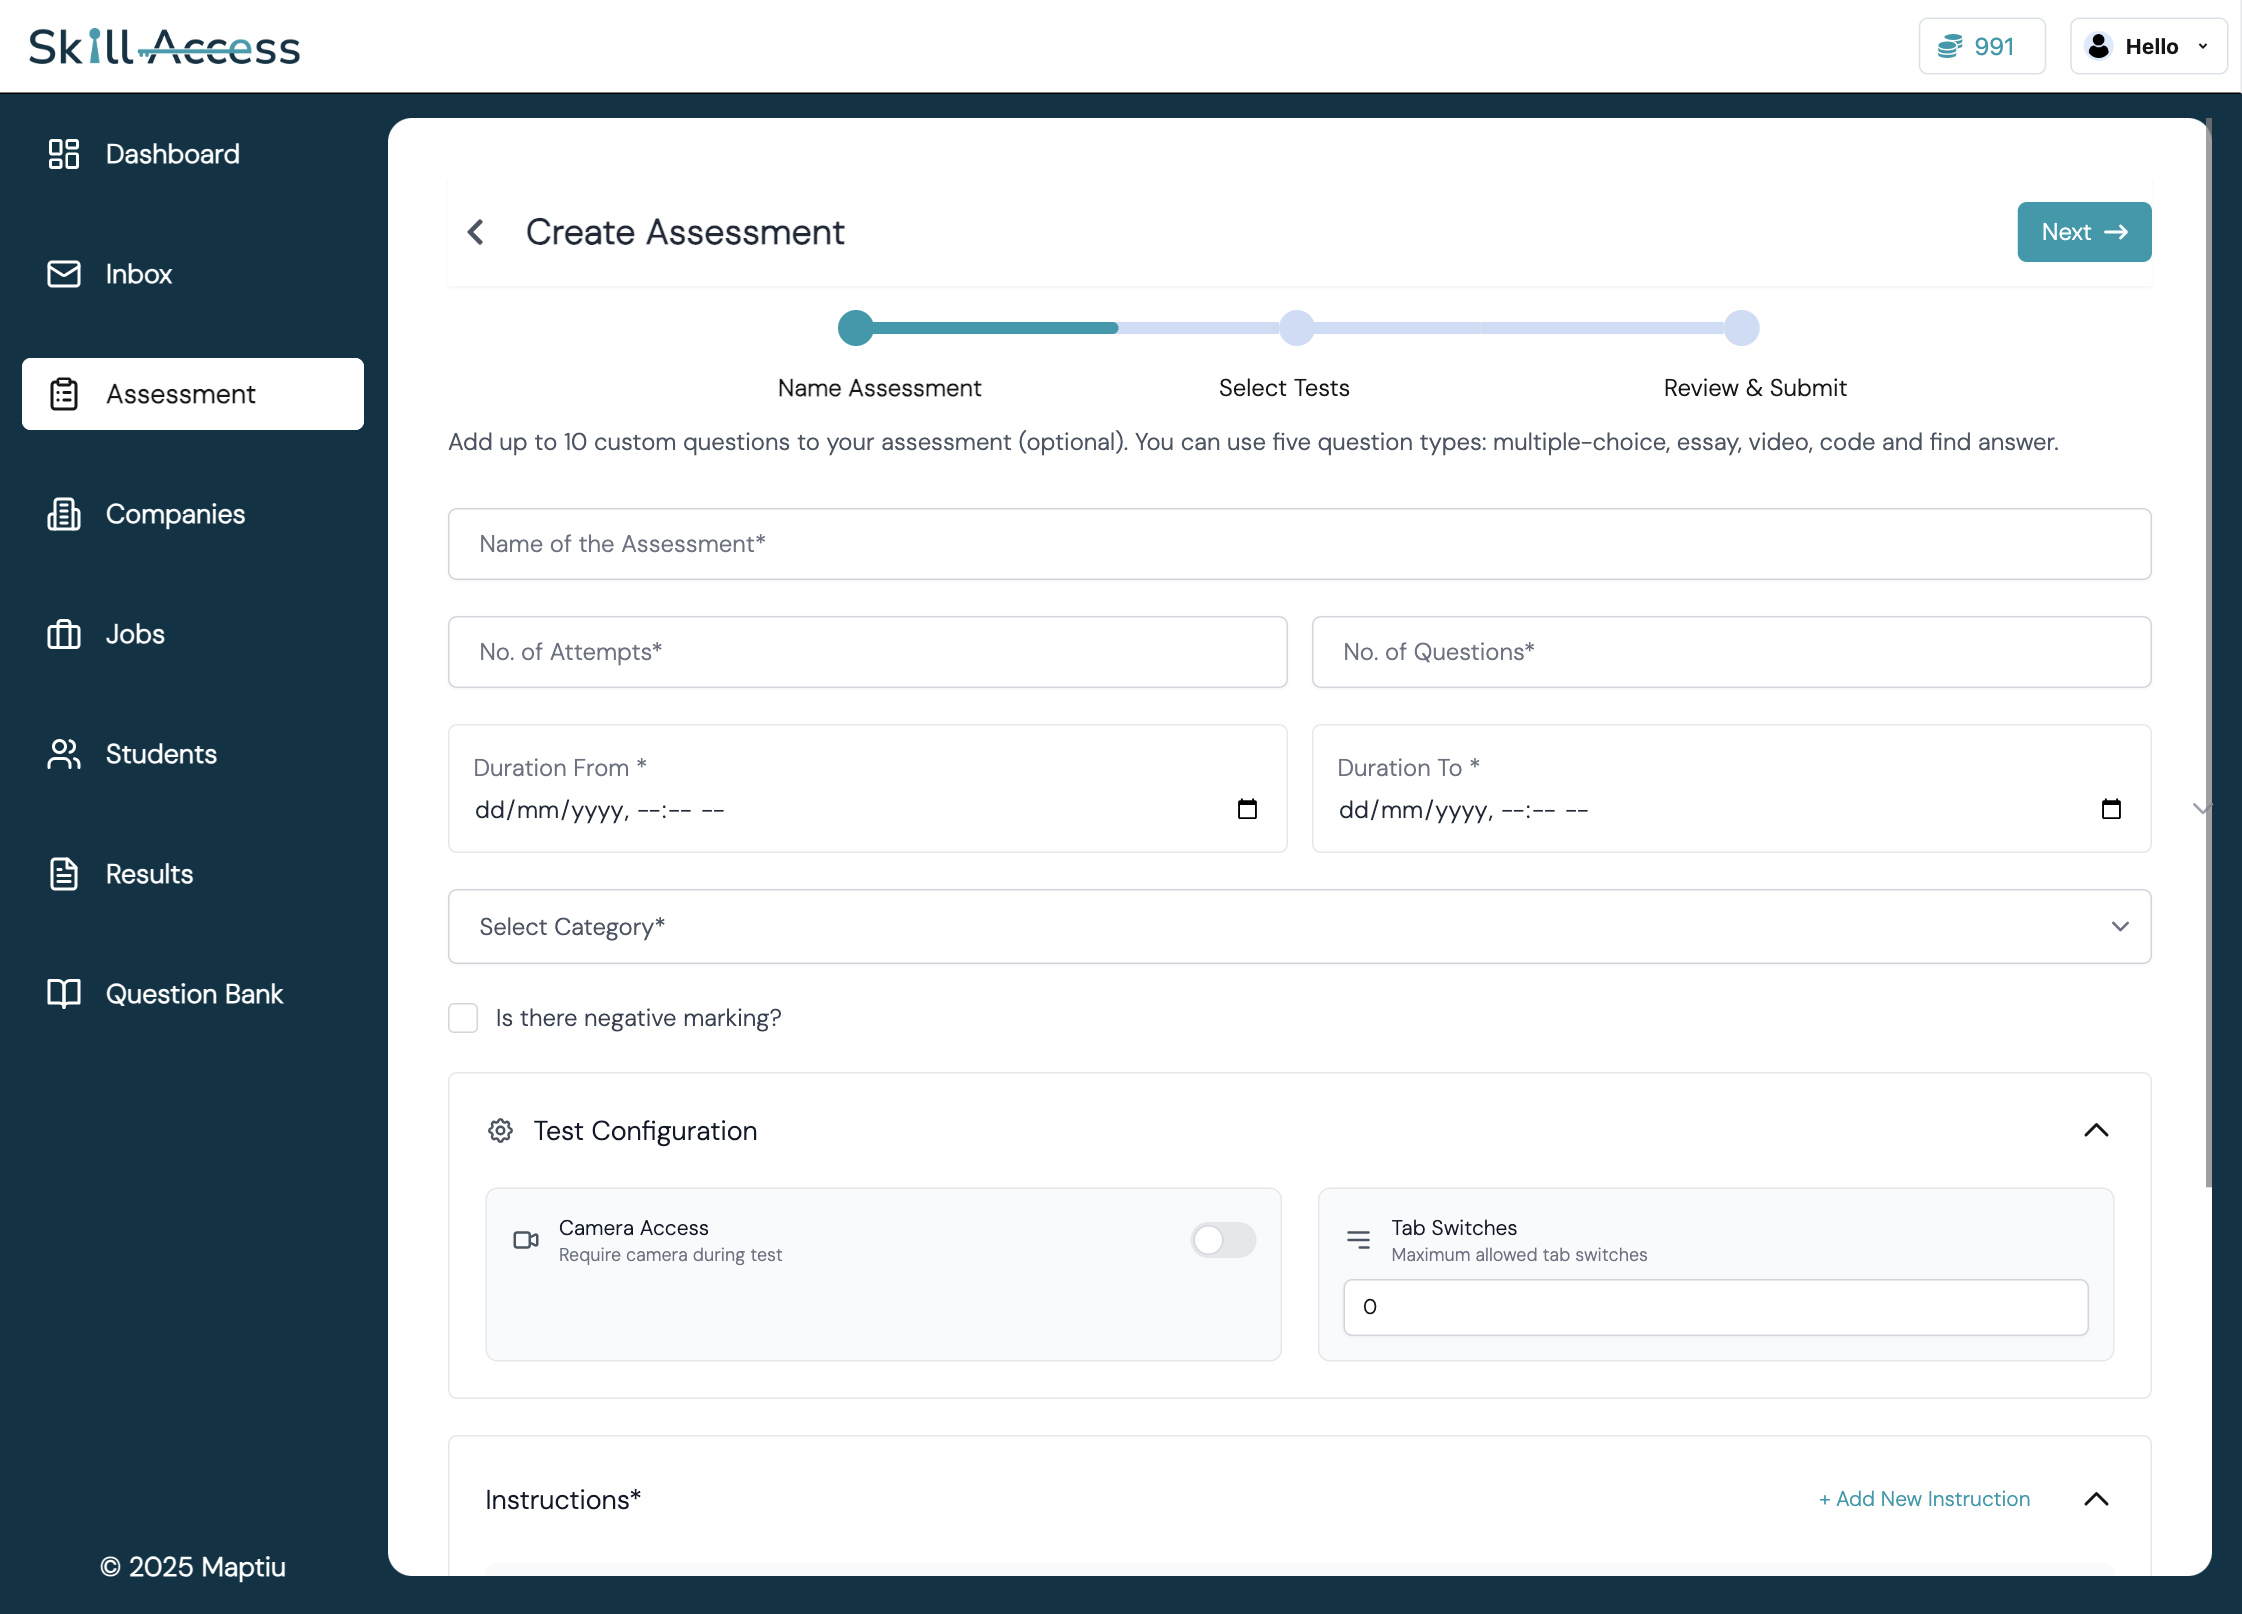 Skill Access
991
Hello
Dashboard
Inbox
Assessment
Companies
Jobs
Students
Results
Question Bank
© 2025 Maptiu
Create Assessment
Next
Name Assessment
Select Tests
Review & Submit
Add up to 10 custom questions to your assessment (optional). You can use five question types: multiple-choice, essay, video, code and find answer.
Name of the Assessment*
No. of Attempts*
No. of Questions*
Duration From *
dd/mm/yyyy, --:-- --
Duration To *
dd/mm/yyyy, --:-- --
Select Category*
Is there negative marking?
Test Configuration
Camera Access
Require camera during test
Tab Switches
Maximum allowed tab switches
0
Instructions*
+ Add New Instruction